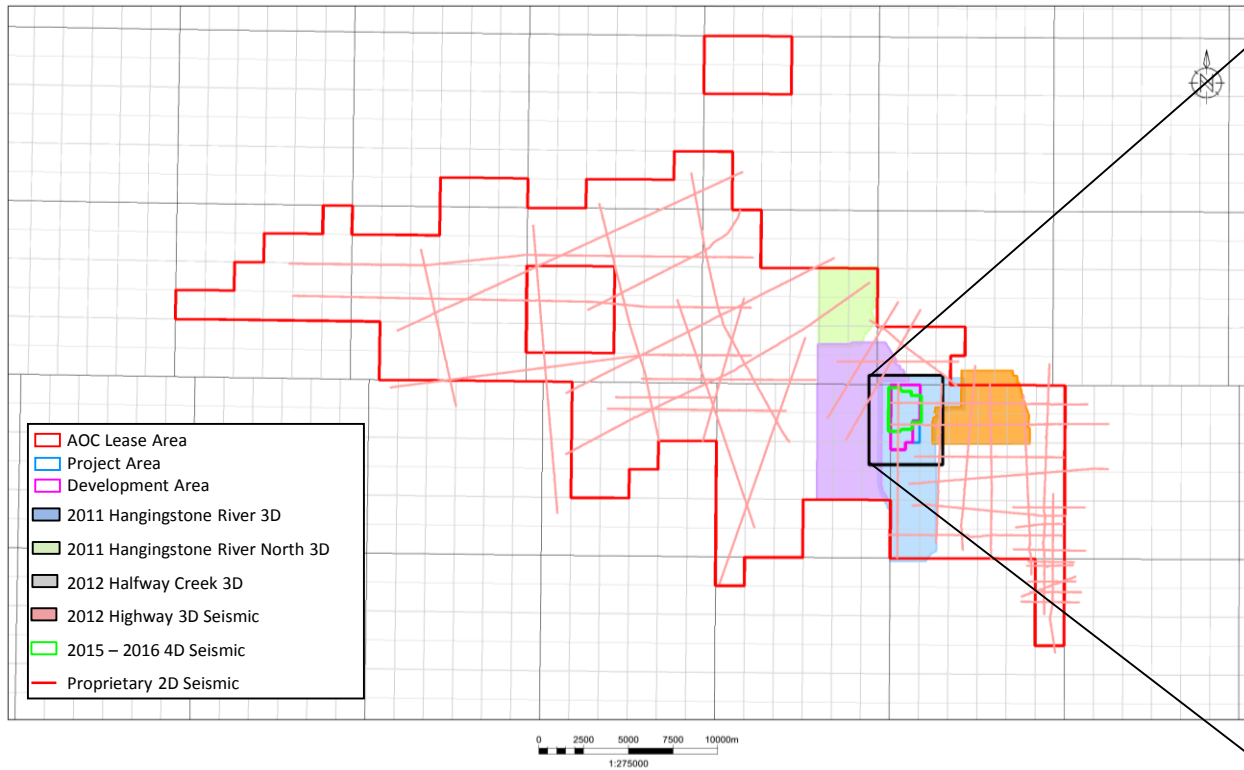 N
AOC Lease Area
Project Area
Development Area
2011 Hangingstone River 3D
2011 Hangingstone River North 3D
2012 Halfway Creek 3D
2012 Highway 3D Seismic
2015 – 2016 4D Seismic
Proprietary 2D Seismic
0 2500 5000 7500 10000m
1:275000